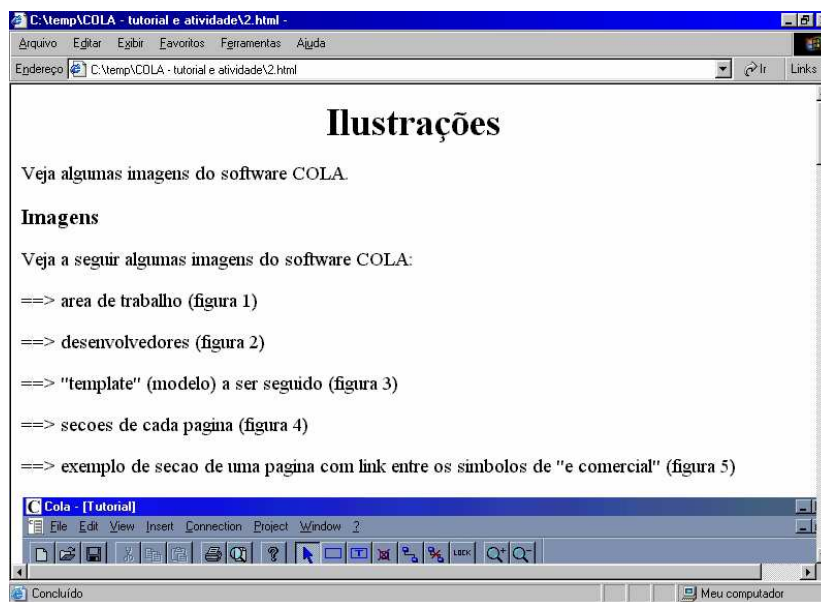 C:\temp\COLA - tutorial e atividade\2.html -
Arquivo Editar Exibir Favoritos Ferramentas Ajuda
Endereço C:\temp\COLA - tutorial e atividade\2.html Ir Links
Ilustrações
Veja algumas imagens do software COLA.
Imagens
Veja a seguir algumas imagens do software COLA:
==> area de trabalho (figura 1)
==> desenvolvedores (figura 2)
==> "template" (modelo) a ser seguido (figura 3)
==> secoes de cada pagina (figura 4)
==> exemplo de secao de uma pagina com link entre os simbolos de "e comercial" (figura 5)
C Cola - [Tutorial]
File Edit View Insert Connection Project Window ?
LOCK
Concluído Meu computador